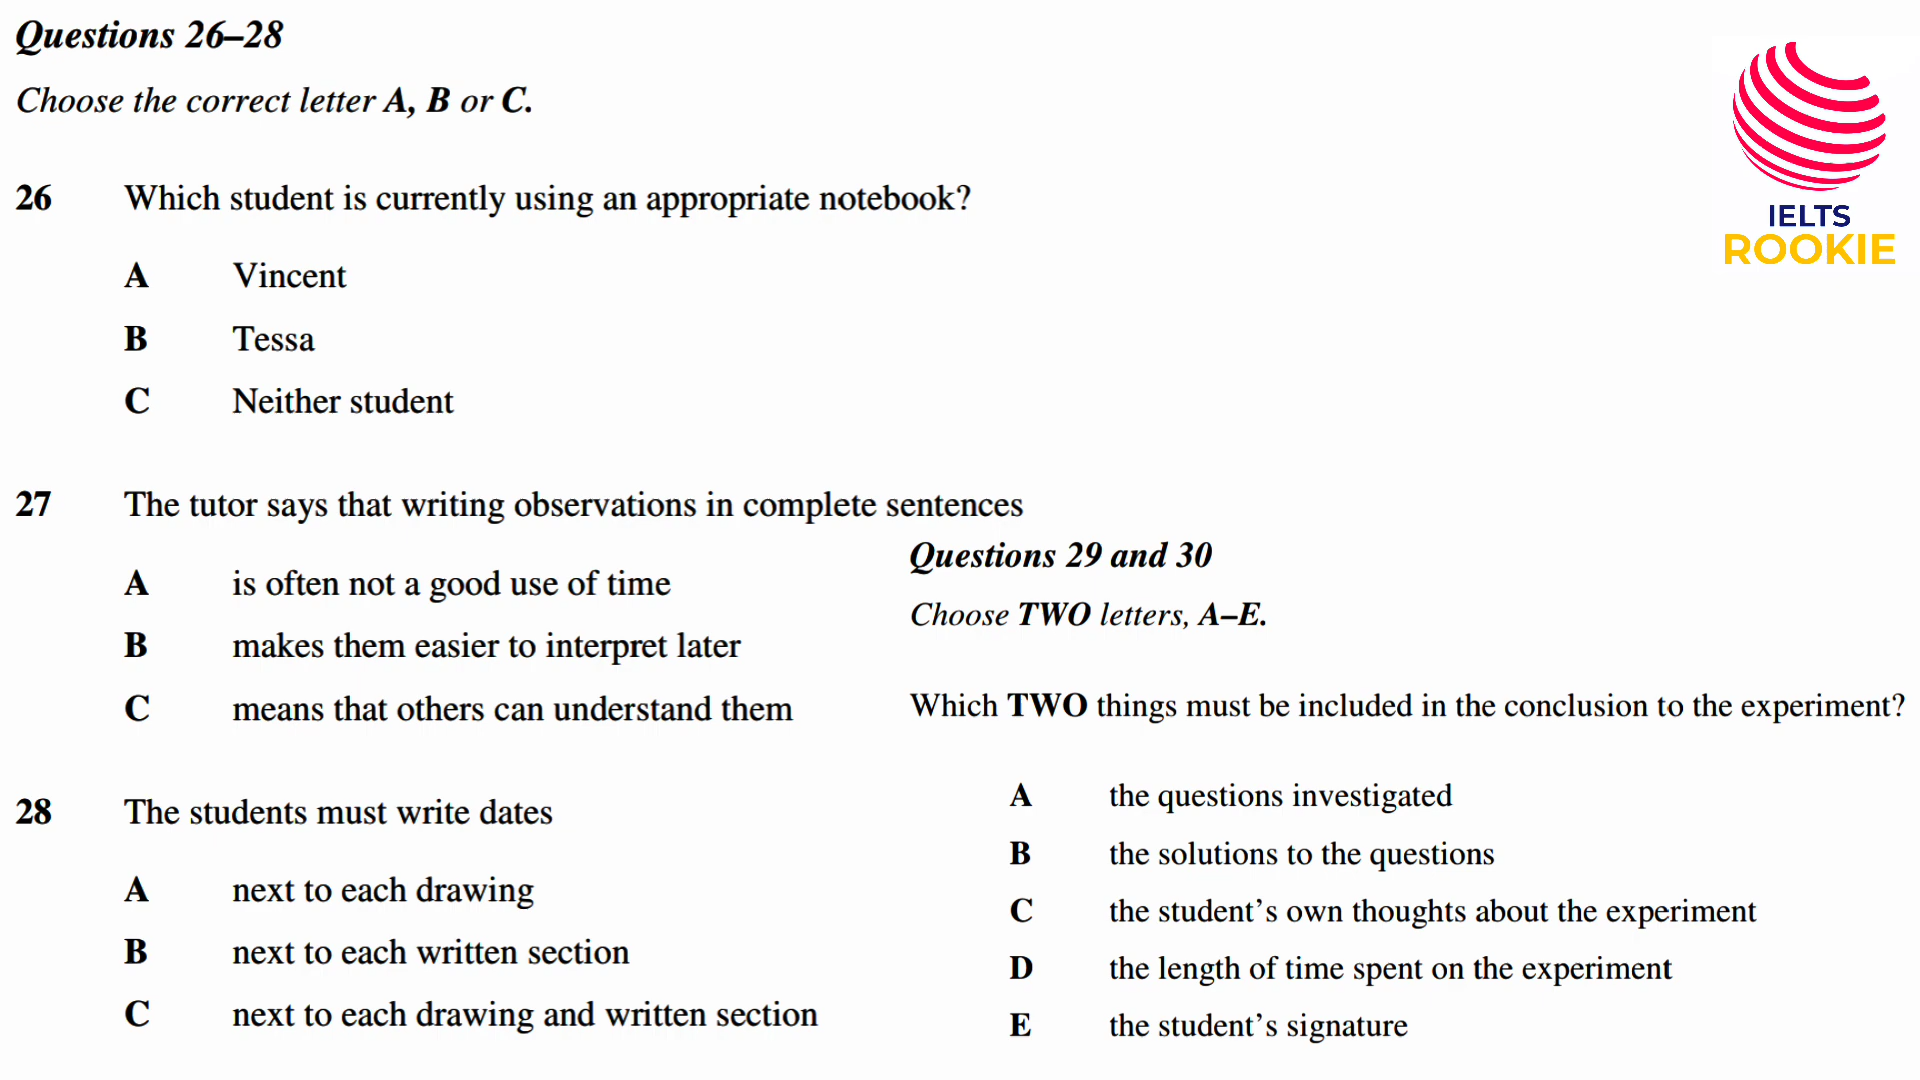 Questions 26–28
Choose the correct letter A, B or C.
26 Which student is currently using an appropriate notebook?
A Vincent
B Tessa
C Neither student
27 The tutor says that writing observations in complete sentences
A is often not a good use of time
B makes them easier to interpret later
C means that others can understand them
28 The students must write dates
A next to each drawing
B next to each written section
C next to each drawing and written section
Questions 29 and 30
Choose TWO letters, A–E.
Which TWO things must be included in the conclusion to the experiment?
A the questions investigated
B the solutions to the questions
C the student’s own thoughts about the experiment
D the length of time spent on the experiment
E the student’s signature
IELTS
ROOKIE